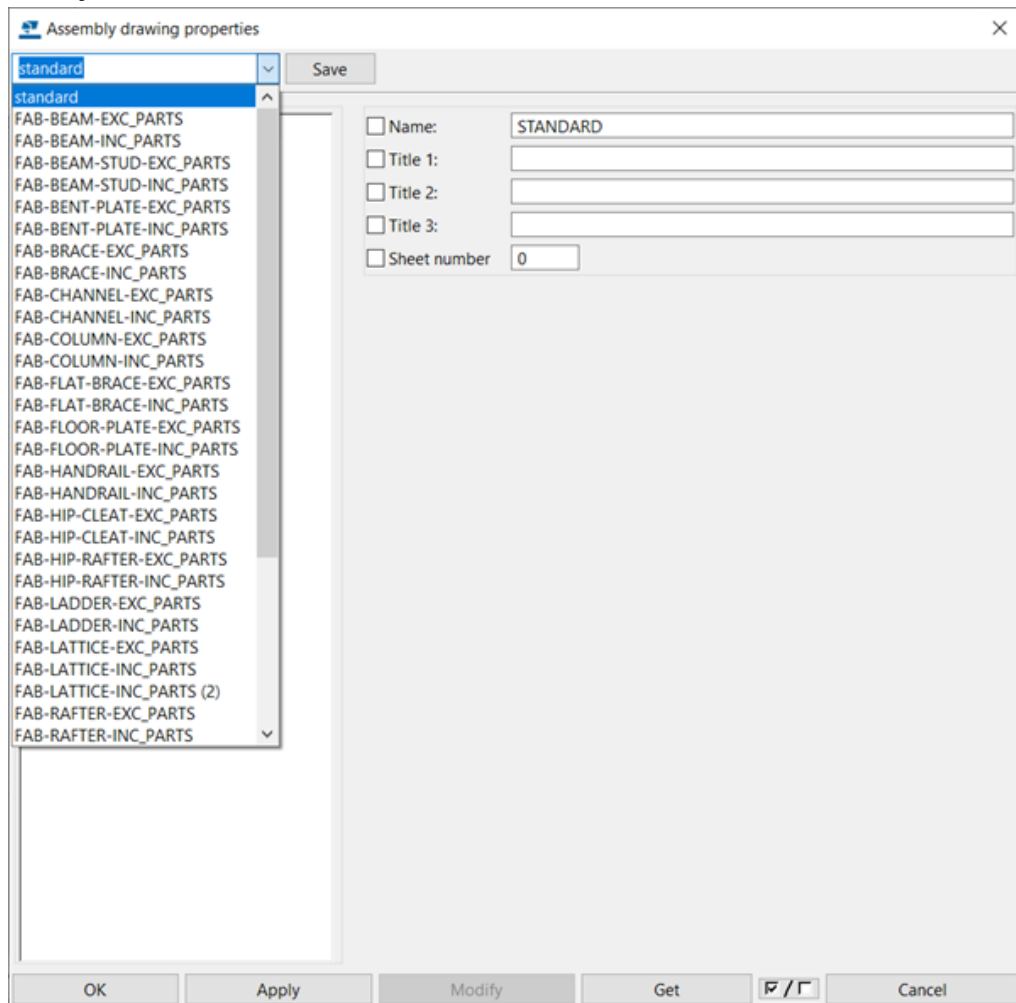 Assembly drawing properties
standard
Save
standard
FAB-BEAM-EXC_PARTS
FAB-BEAM-INC_PARTS
FAB-BEAM-STUD-EXC_PARTS
FAB-BEAM-STUD-INC_PARTS
FAB-BENT-PLATE-EXC_PARTS
FAB-BENT-PLATE-INC_PARTS
FAB-BRACE-EXC_PARTS
FAB-BRACE-INC_PARTS
FAB-CHANNEL-EXC_PARTS
FAB-CHANNEL-INC_PARTS
FAB-COLUMN-EXC_PARTS
FAB-COLUMN-INC_PARTS
FAB-FLAT-BRACE-EXC_PARTS
FAB-FLAT-BRACE-INC_PARTS
FAB-FLOOR-PLATE-EXC_PARTS
FAB-FLOOR-PLATE-INC_PARTS
FAB-HANDRAIL-EXC_PARTS
FAB-HANDRAIL-INC_PARTS
FAB-HIP-CLEAT-EXC_PARTS
FAB-HIP-CLEAT-INC_PARTS
FAB-HIP-RAFTER-EXC_PARTS
FAB-HIP-RAFTER-INC_PARTS
FAB-LADDER-EXC_PARTS
FAB-LADDER-INC_PARTS
FAB-LATTICE-EXC_PARTS
FAB-LATTICE-INC_PARTS
FAB-LATTICE-INC_PARTS (2)
FAB-RAFTER-EXC_PARTS
FAB-RAFTER-INC_PARTS
Name: STANDARD
Title 1:
Title 2:
Title 3:
Sheet number 0
OK Apply Modify Get / Cancel